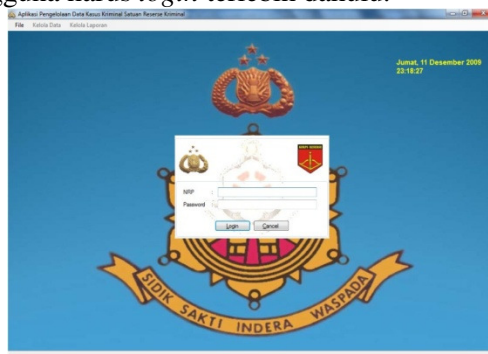 ngguna harus login terlebih dahulu.
Aplikasi Pengelolaan Data Kasus Kriminal Satuan Reserse Kriminal
File Kelola Data Kelola Laporan
Jumat, 11 Desember 2009
23:18:27
NRP :
Password :
Login Cancel
SIDIK SAKTI INDERA WASPADA